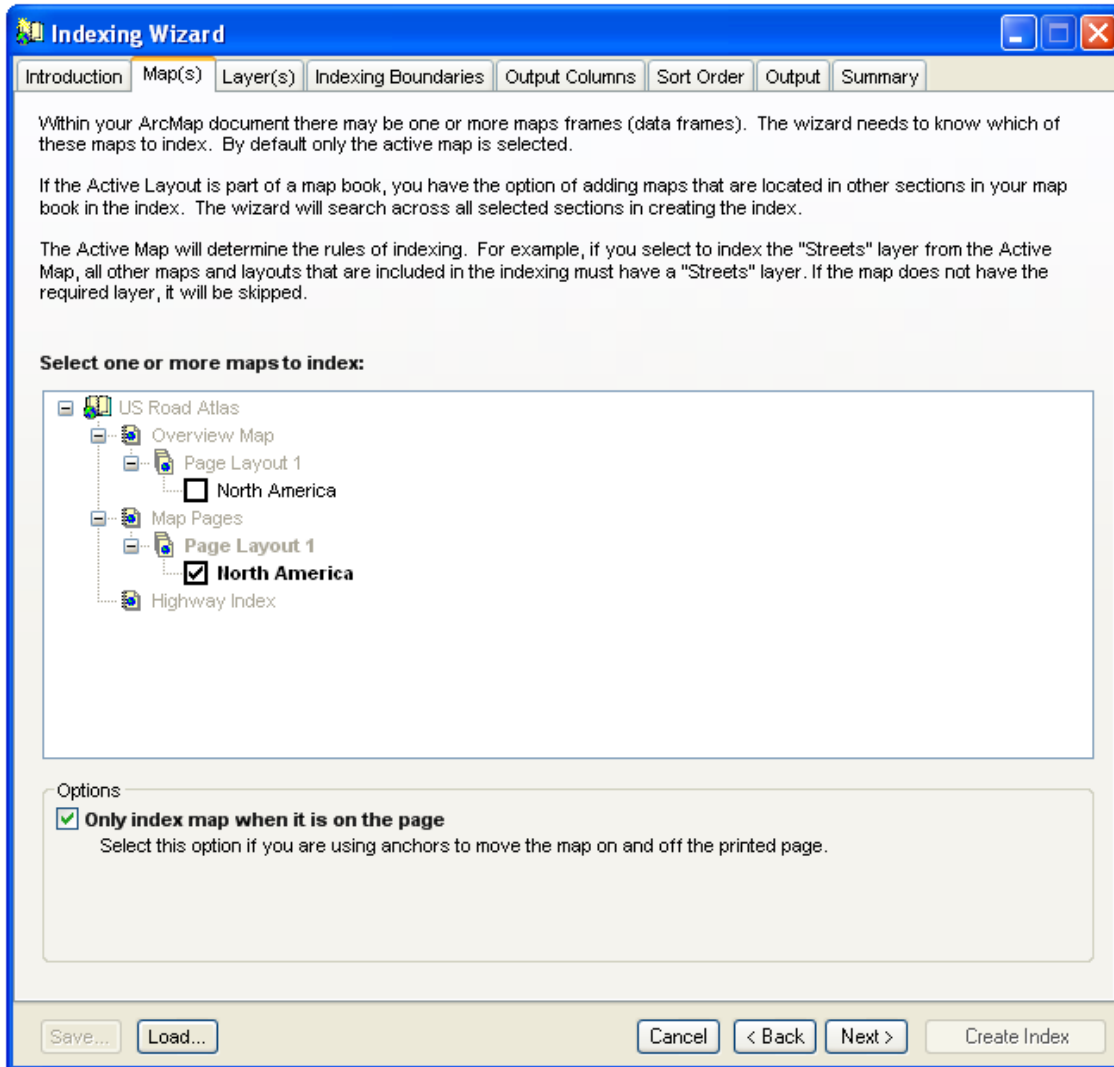 Indexing Wizard
Introduction Map(s) Layer(s) Indexing Boundaries Output Columns Sort Order Output Summary
Within your ArcMap document there may be one or more maps frames (data frames). The wizard needs to know which of
these maps to index. By default only the active map is selected.
If the Active Layout is part of a map book, you have the option of adding maps that are located in other sections in your map
book in the index. The wizard will search across all selected sections in creating the index.
The Active Map will determine the rules of indexing. For example, if you select to index the "Streets" layer from the Active
Map, all other maps and layouts that are included in the indexing must have a "Streets" layer. If the map does not have the
required layer, it will be skipped.
Select one or more maps to index:
US Road Atlas
Overview Map
Page Layout 1
North America
Map Pages
Page Layout 1
North America
Highway Index
Options
Only index map when it is on the page
Select this option if you are using anchors to move the map on and off the printed page.
Save... Load... Cancel < Back Next > Create Index